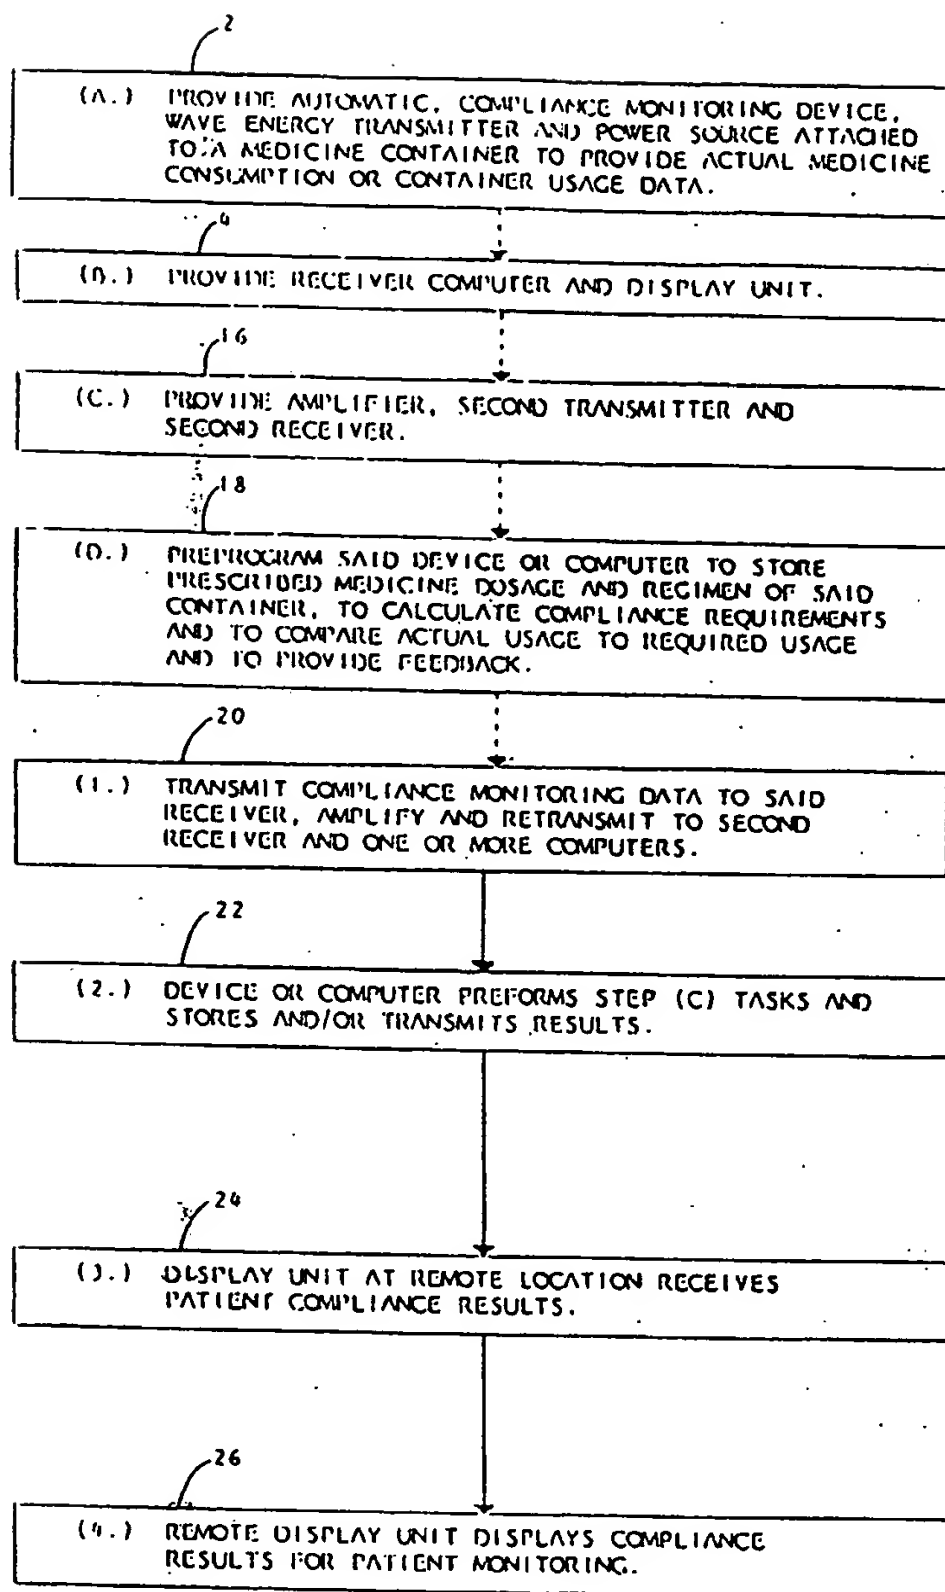 2
(A.) PROVIDE AUTOMATIC, COMPLIANCE MONITORING DEVICE,
WAVE ENERGY TRANSMITTER AND POWER SOURCE ATTACHED
TO A MEDICINE CONTAINER TO PROVIDE ACTUAL MEDICINE
CONSUMPTION OR CONTAINER USAGE DATA.
4
(B.) PROVIDE RECEIVER COMPUTER AND DISPLAY UNIT.
16
(C.) PROVIDE AMPLIFIER, SECOND TRANSMITTER AND
SECOND RECEIVER.
18
(D.) PREPROGRAM SAID DEVICE OR COMPUTER TO STORE
PRESCRIBED MEDICINE DOSAGE AND REGIMEN OF SAID
CONTAINER, TO CALCULATE COMPLIANCE REQUIREMENTS
AND TO COMPARE ACTUAL USAGE TO REQUIRED USAGE
AND TO PROVIDE FEEDBACK.
20
(1.) TRANSMIT COMPLIANCE MONITORING DATA TO SAID
RECEIVER, AMPLIFY AND RETRANSMIT TO SECOND
RECEIVER AND ONE OR MORE COMPUTERS.
22
(2.) DEVICE OR COMPUTER PREFORMS STEP (C) TASKS AND
STORES AND/OR TRANSMITS RESULTS.
24
(3.) DISPLAY UNIT AT REMOTE LOCATION RECEIVES
PATIENT COMPLIANCE RESULTS.
26
(4.) REMOTE DISPLAY UNIT DISPLAYS COMPLIANCE
RESULTS FOR PATIENT MONITORING.